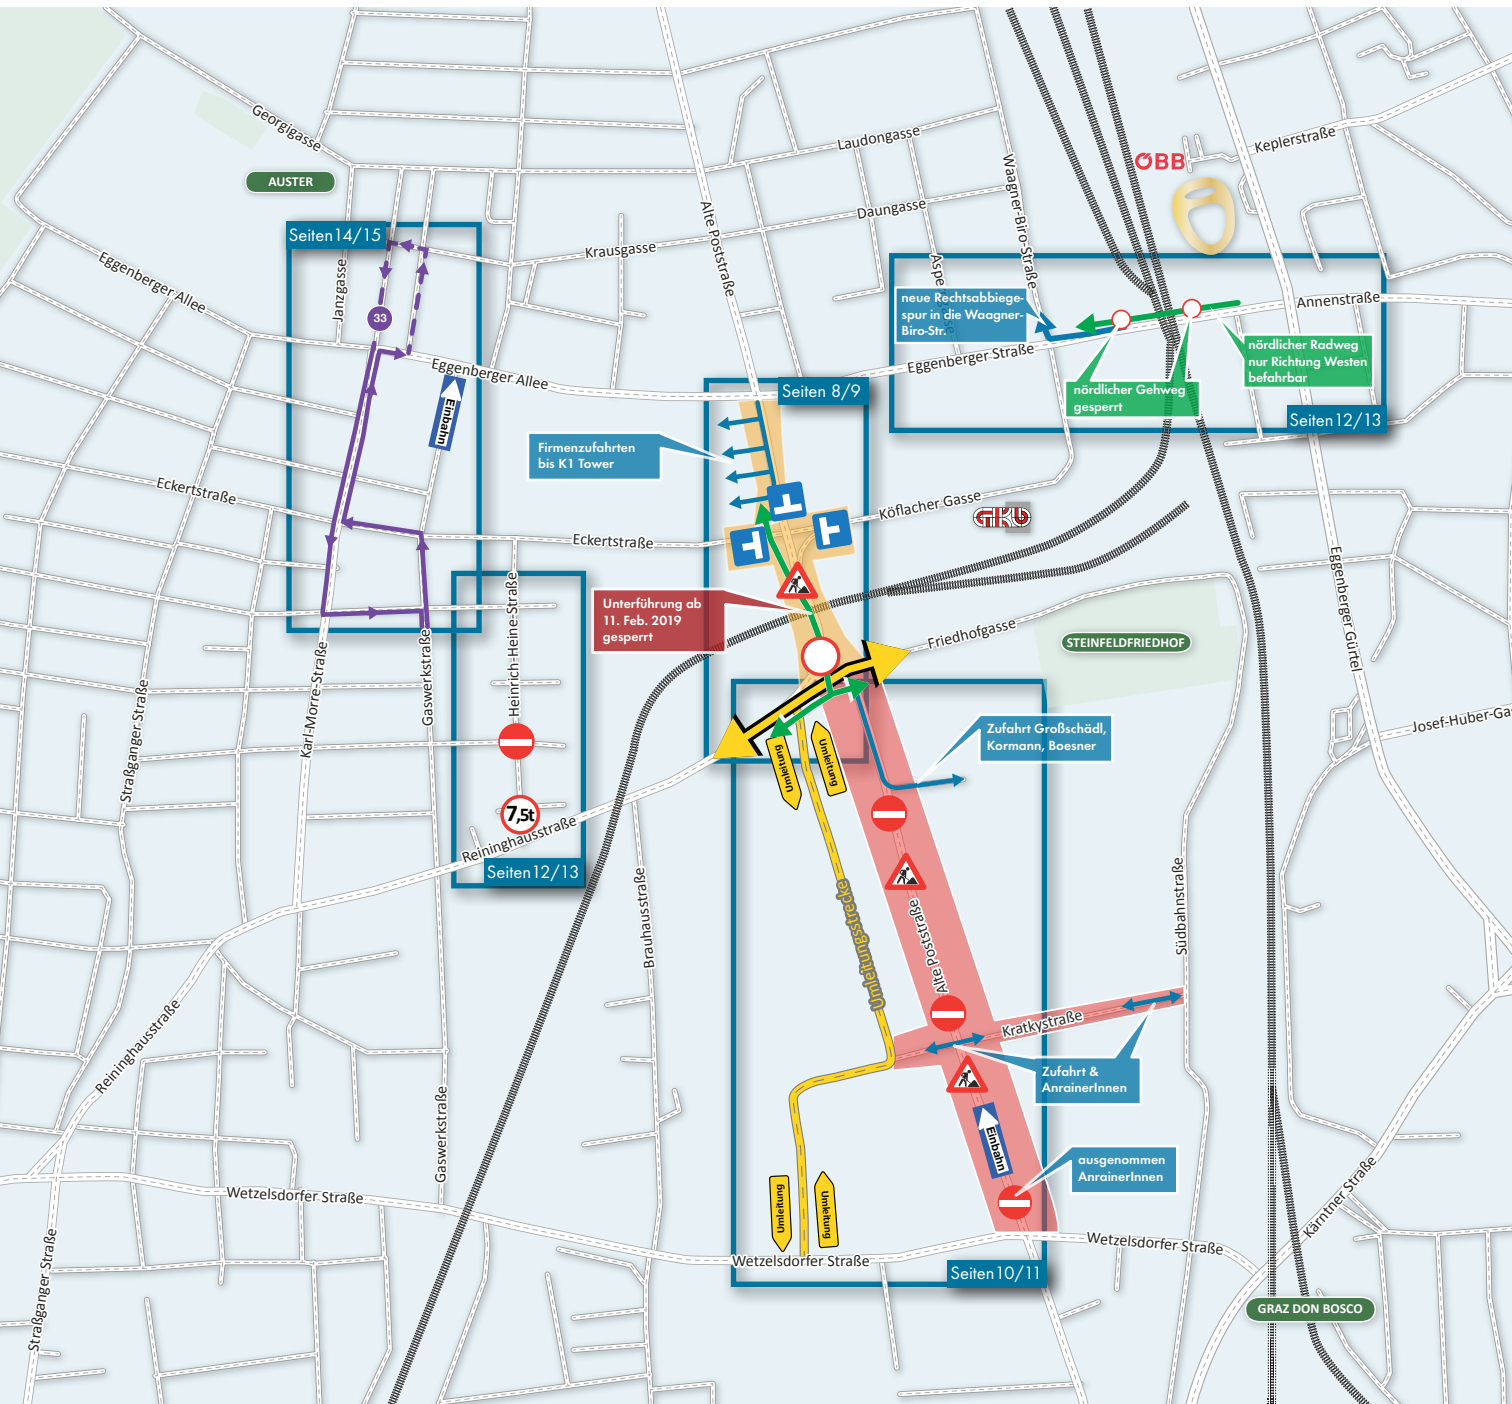 Georgigasse
AUSTER
Laudongasse
Keplerstraße
ÖBB
Waagner-Biro-Straße
Daungasse
Alte Poststraße
Krausgasse
Seiten 14/15
Janzgasse
Eggenberger Allee
33
neue Rechtsabbiege-
spur in die Waagner-
Biro-Str.
Annenstraße
nördlicher Radweg
nur Richtung Westen
befahrbar
Eggenberger Straße
nördlicher Gehweg
gesperrt
Seiten 12/13
Eggenberger Allee
Seiten 8/9
Einbahn
Firmenzufahrten
bis K1 Tower
Eckertstraße
Köflacher Gasse
GKB
Eckertstraße
Eggenberger Gürtel
Unterführung ab
11. Feb. 2019
gesperrt
Heinrich-Heine-Straße
Friedhofgasse
STEINFELDFRIEDHOF
Karl-Morre-Straße
Gaswerkstraße
Straßganger Straße
Josef-Huber-Ga
Zufahrt Großschädl,
Kormann, Boesner
Umleitung
Umleitung
7,5t
Reininghausstraße
Seiten 12/13
Brauhausstraße
Umleitungsstrecke
Alte Poststraße
Südbahnstraße
Reininghausstraße
Kratkystraße
Zufahrt &
AnrainerInnen
Gaswerkstraße
Einbahn
ausgenommen
AnrainerInnen
Wetzelsdorfer Straße
Umleitung
Umleitung
Kärntner Straße
Wetzelsdorfer Straße
Wetzelsdorfer Straße
Seiten 10/11
Straßganger Straße
GRAZ DON BOSCO